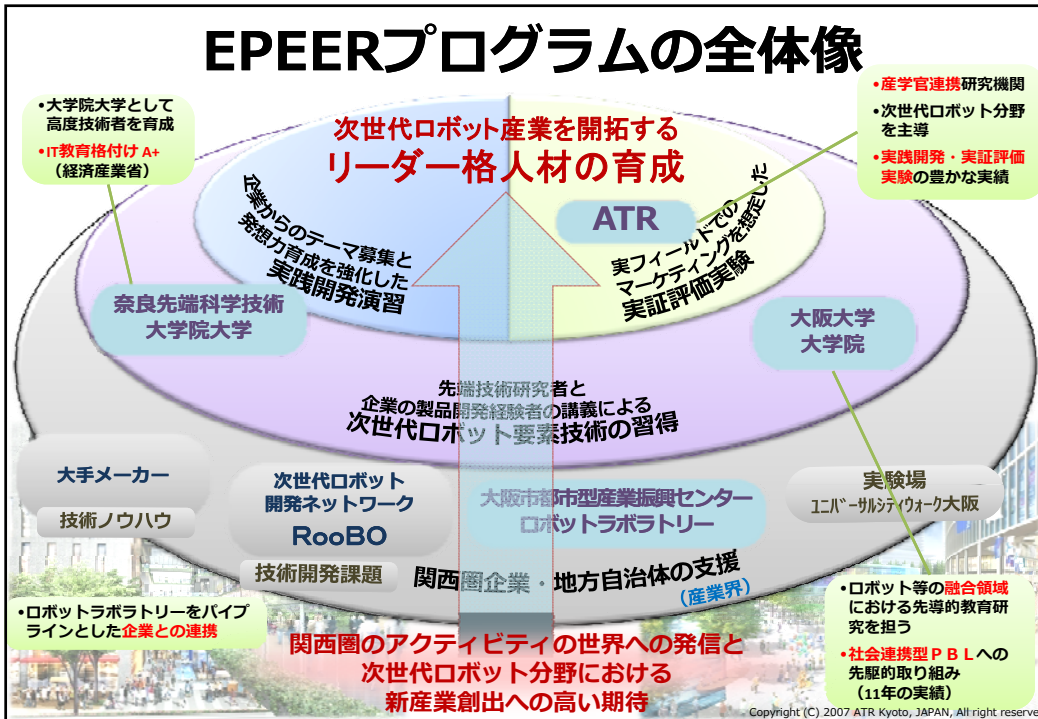 EPEERプログラムの全体像
•大学院大学として
高度技術者を育成
•IT教育格付け A+
（経済産業省）
•産学官連携研究機関
•次世代ロボット分野
を主導
•実践開発・実証評価
実験の豊かな実績
次世代ロボット産業を開拓する
リーダー格人材の育成
企業からのテーマ募集と
発想力育成を強化した
実践開発演習
ATR
実フィールドでの
マーケティングを想定した
実証評価実験
奈良先端科学技術
大学院大学
大阪大学
大学院
先端技術研究者と
企業の製品開発経験者の講義による
次世代ロボット要素技術の習得
大手メーカー
技術ノウハウ
次世代ロボット
開発ネットワーク
RooBO
技術開発課題
大阪市都市型産業振興センター
ロボットラボラトリー
実験場
ﾕﾆﾊﾞｰｻﾙｼﾃｨｳｫｰｸ大阪
関西圏企業・地方自治体の支援
（産業界）
•ロボットラボラトリーをパイプ
ラインとした企業との連携
•ロボット等の融合領域
における先導的教育研
究を担う
•社会連携型ＰＢＬへの
先駆的取り組み
（11年の実績）
関西圏のアクティビティの世界への発信と
次世代ロボット分野における
新産業創出への高い期待
Copyright (C) 2007 ATR Kyoto, JAPAN, All right reserve